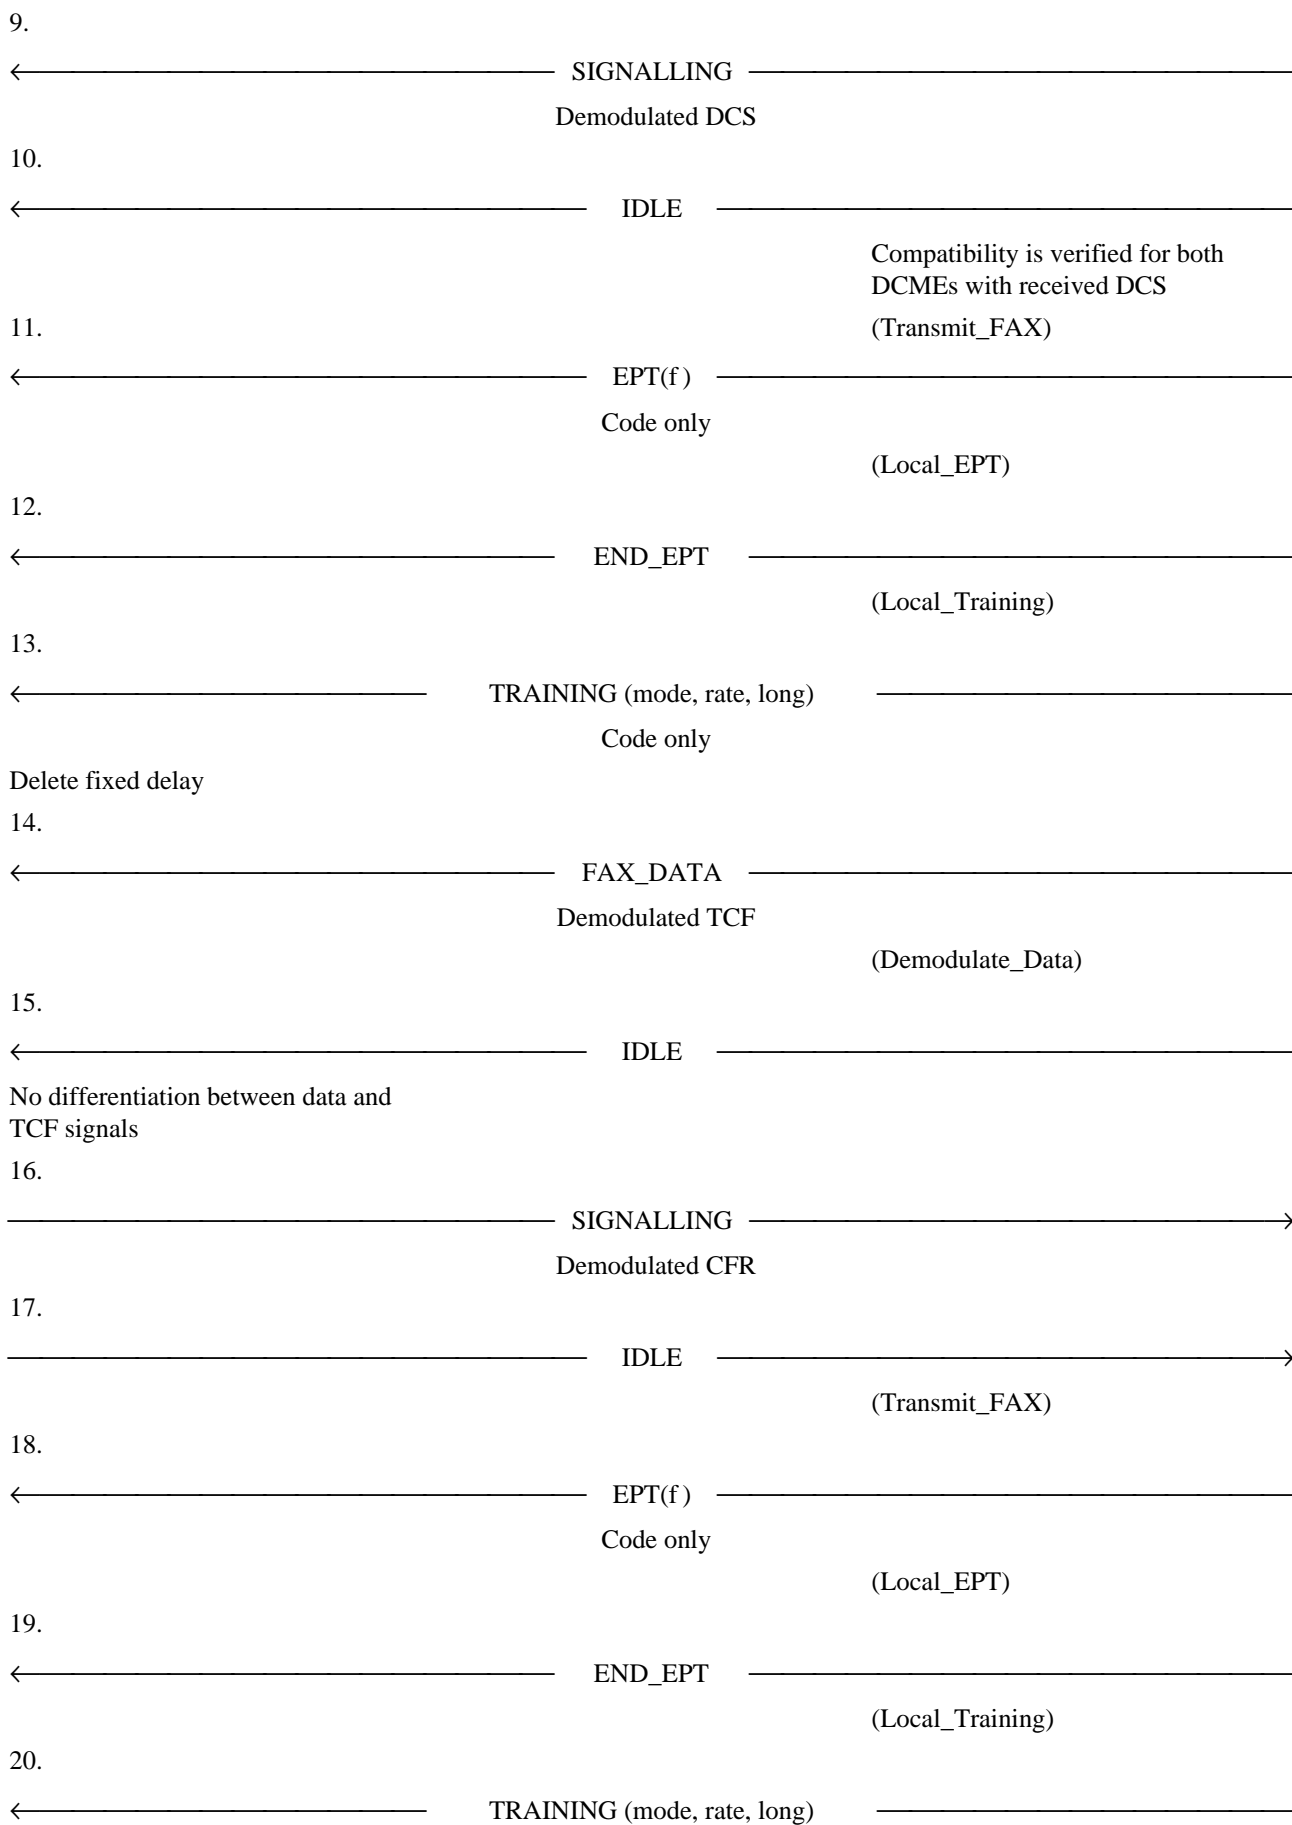 9.
SIGNALLING
Demodulated DCS
10.
IDLE
Compatibility is verified for both
DCMEs with received DCS
11.
(Transmit_FAX)
EPT(f )
Code only
(Local_EPT)
12.
END_EPT
(Local_Training)
13.
TRAINING (mode, rate, long)
Code only
Delete fixed delay
14.
FAX_DATA
Demodulated TCF
(Demodulate_Data)
15.
IDLE
No differentiation between data and
TCF signals
16.
SIGNALLING
Demodulated CFR
17.
IDLE
(Transmit_FAX)
18.
EPT(f )
Code only
(Local_EPT)
19.
END_EPT
(Local_Training)
20.
TRAINING (mode, rate, long)